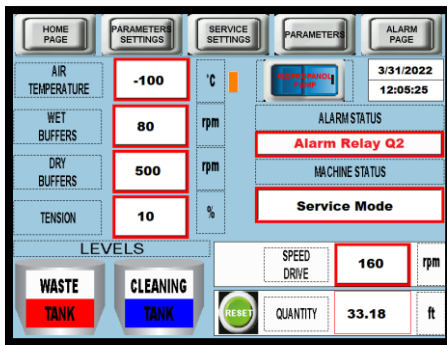 HOME
PAGE
PARAMETERS
SETTINGS
SERVICE
SETTINGS
PARAMETERS
ALARM
PAGE
AIR
TEMPERATURE
-100
°C
ISOPROPANOL
PUMP
3/31/2022
12:05:25
WET
BUFFERS
80
rpm
ALARM STATUS
Alarm Relay Q2
DRY
BUFFERS
500
rpm
MACHINE STATUS
Service Mode
TENSION
10
%
LEVELS
SPEED
DRIVE
160
rpm
WASTE
TANK
CLEANING
TANK
RESET
QUANTITY
33.18
ft